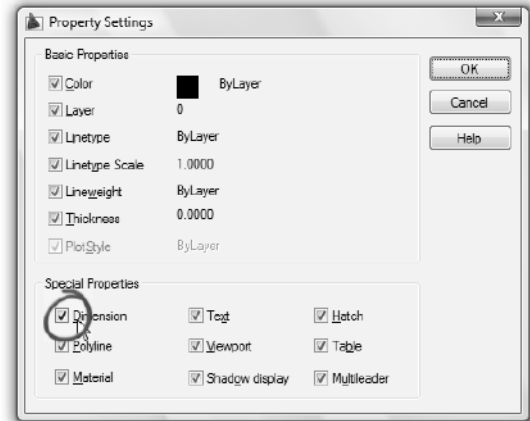 Property Settings
Basic Properties
Color ByLayer
Layer 0
Linetype ByLayer
Linetype Scale 1.0000
Lineweight ByLayer
Thickness 0.0000
PlotStyle ByLayer
OK
Cancel
Help
Special Properties
Dimension Text Hatch
Polyline Viewport Table
Material Shadow display Multileader